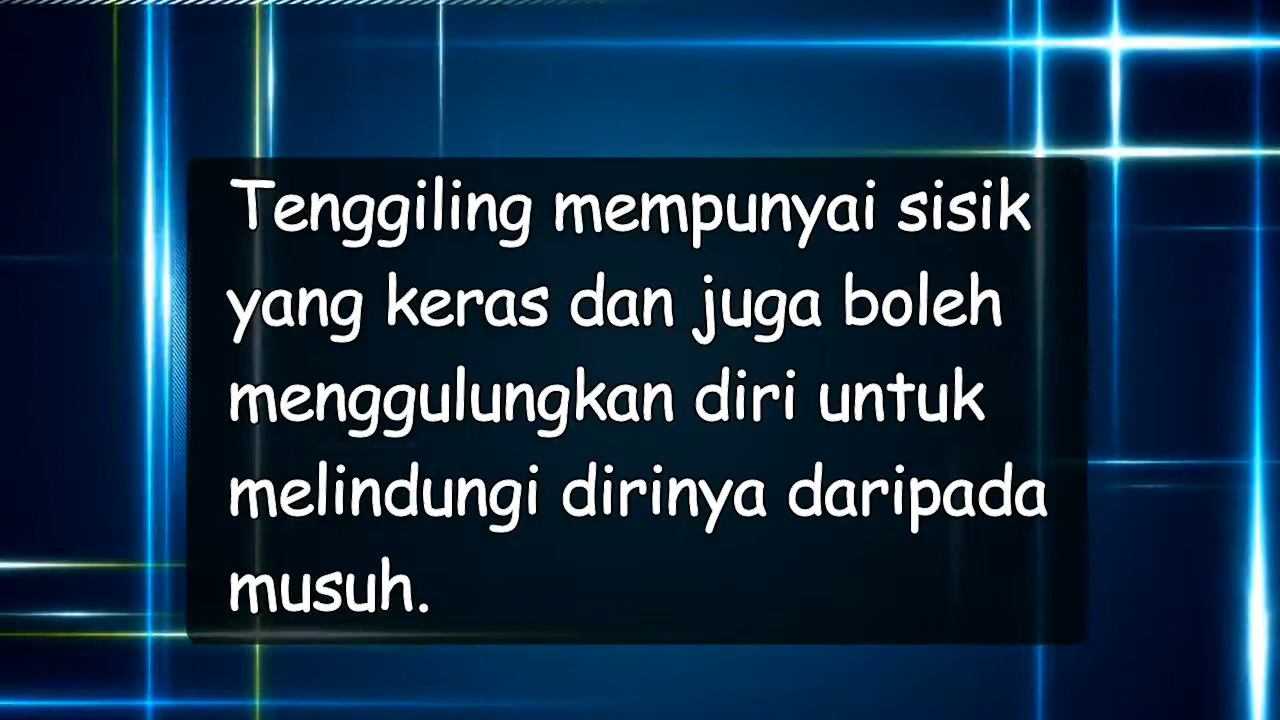 Tenggiling mempunyai sisik
yang keras dan juga boleh
menggulungkan diri untuk
melindungi dirinya daripada
musuh.